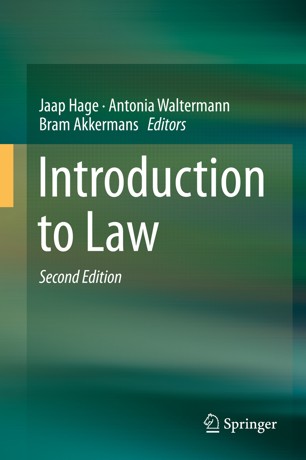 Jaap Hage · Antonia Waltermann
Bram Akkermans Editors
Introduction
to Law
Second Edition
Springer